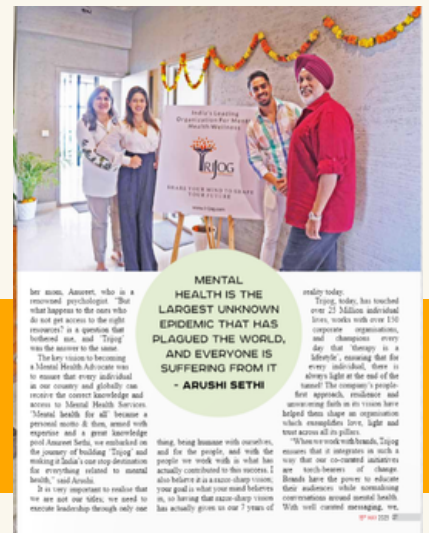 India's Leading
Organization For Mental
Health Wellness
TRIJOG
SHARE YOUR MIND TO SHAPE
YOUR FUTURE
www.trijog.com
her mom, Anureet, who is a
renowned psychologist. "But
what happens to the ones who
do not get access to the right
resources? is a question that
bothered me, and 'Trijog'
was the answer to the same.
The key vision to becoming
a Mental Health Advocate was
to ensure that every individual
in our country and globally can
receive the correct knowledge and
access to Mental Health Services.
'Mental health for all' became a
personal motto & then, armed with
expertise and a great knowledge
pool Anureet Sethi, we embarked on
the journey of building 'Trijog' and
making it India's one stop destination
for everything related to mental
health," said Arushi.
It is very important to realise that
we are not our titles; we need to
execute leadership through only one
MENTAL
HEALTH IS THE
LARGEST UNKNOWN
EPIDEMIC THAT HAS
PLAGUED THE WORLD,
AND EVERYONE IS
SUFFERING FROM IT
- ARUSHI SETHI
thing, being humane with ourselves,
and for the people, and with the
people we work with is what has
actually contributed to this success. I
also believe it is a razor-sharp vision;
your goal is what your mind believes
in, so having that razor-sharp vision
has actually given us our 7 years of
reality today.
Trijog, today, has touched
over 25 Million individual
lives, works with over 150
corporate organisations,
and champions every
day that 'therapy is a
lifestyle', ensuring that for
every individual, there is
always light at the end of the
tunnel! The company's people-
first approach, resilience and
unwavering faith in its vision have
helped them shape an organisation
which exemplifies love, light and
trust across all its pillars.
"When we work with brands, Trijog
ensures that it integrates in such a
way that our co-curated initiatives
are torch-bearers of change.
Brands have the power to educate
their audiences while normalising
conversations around mental health.
With well curated messaging, we,